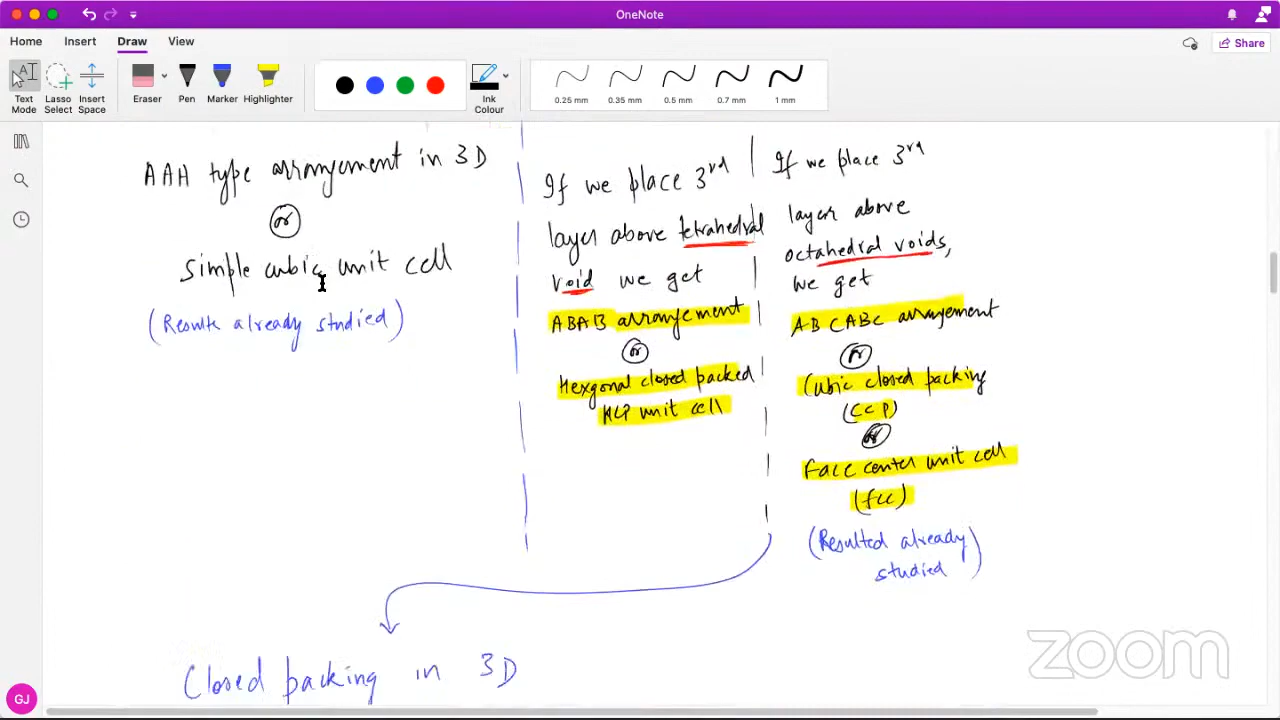 OneNote
Home Insert Draw View
Share
Text Mode
Lasso Select
Insert Space
Eraser
Pen
Marker
Highlighter
Ink Colour
0.25 mm 0.35 mm 0.5 mm 0.7 mm 1 mm
AAA type arrangement in 3D
or
simple cubic unit cell
(Results already studied)
If we place 3rd
layer above tetrahedral
void we get
ABAB arrangement
or
Hexgonal closed packed
HCP unit cell
If we place 3rd
layer above
octahedral voids,
we get
ABCABC arrangement
or
Cubic closed packing
(CCP)
or
Face center unit cell
(fcc)
(Resulted already
studied)
Closed packing in 3D
zoom
GJ